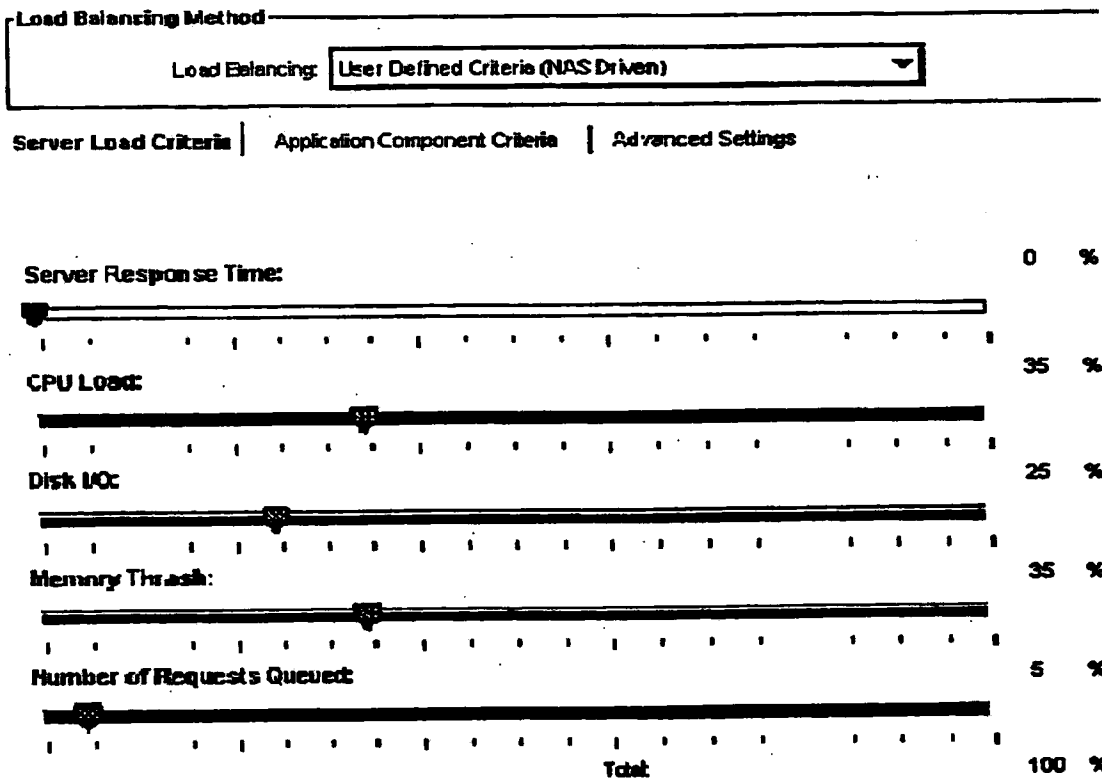 Load Balancing Method
Load Balancing: User Defined Criteria (NAS Driven)
Server Load Criteria | Application Component Criteria | Advanced Settings
Server Response Time: 0 %
CPU Load: 35 %
Disk I/O: 25 %
Memory Thrash: 35 %
Number of Requests Queued: 5 %
Total: 100 %